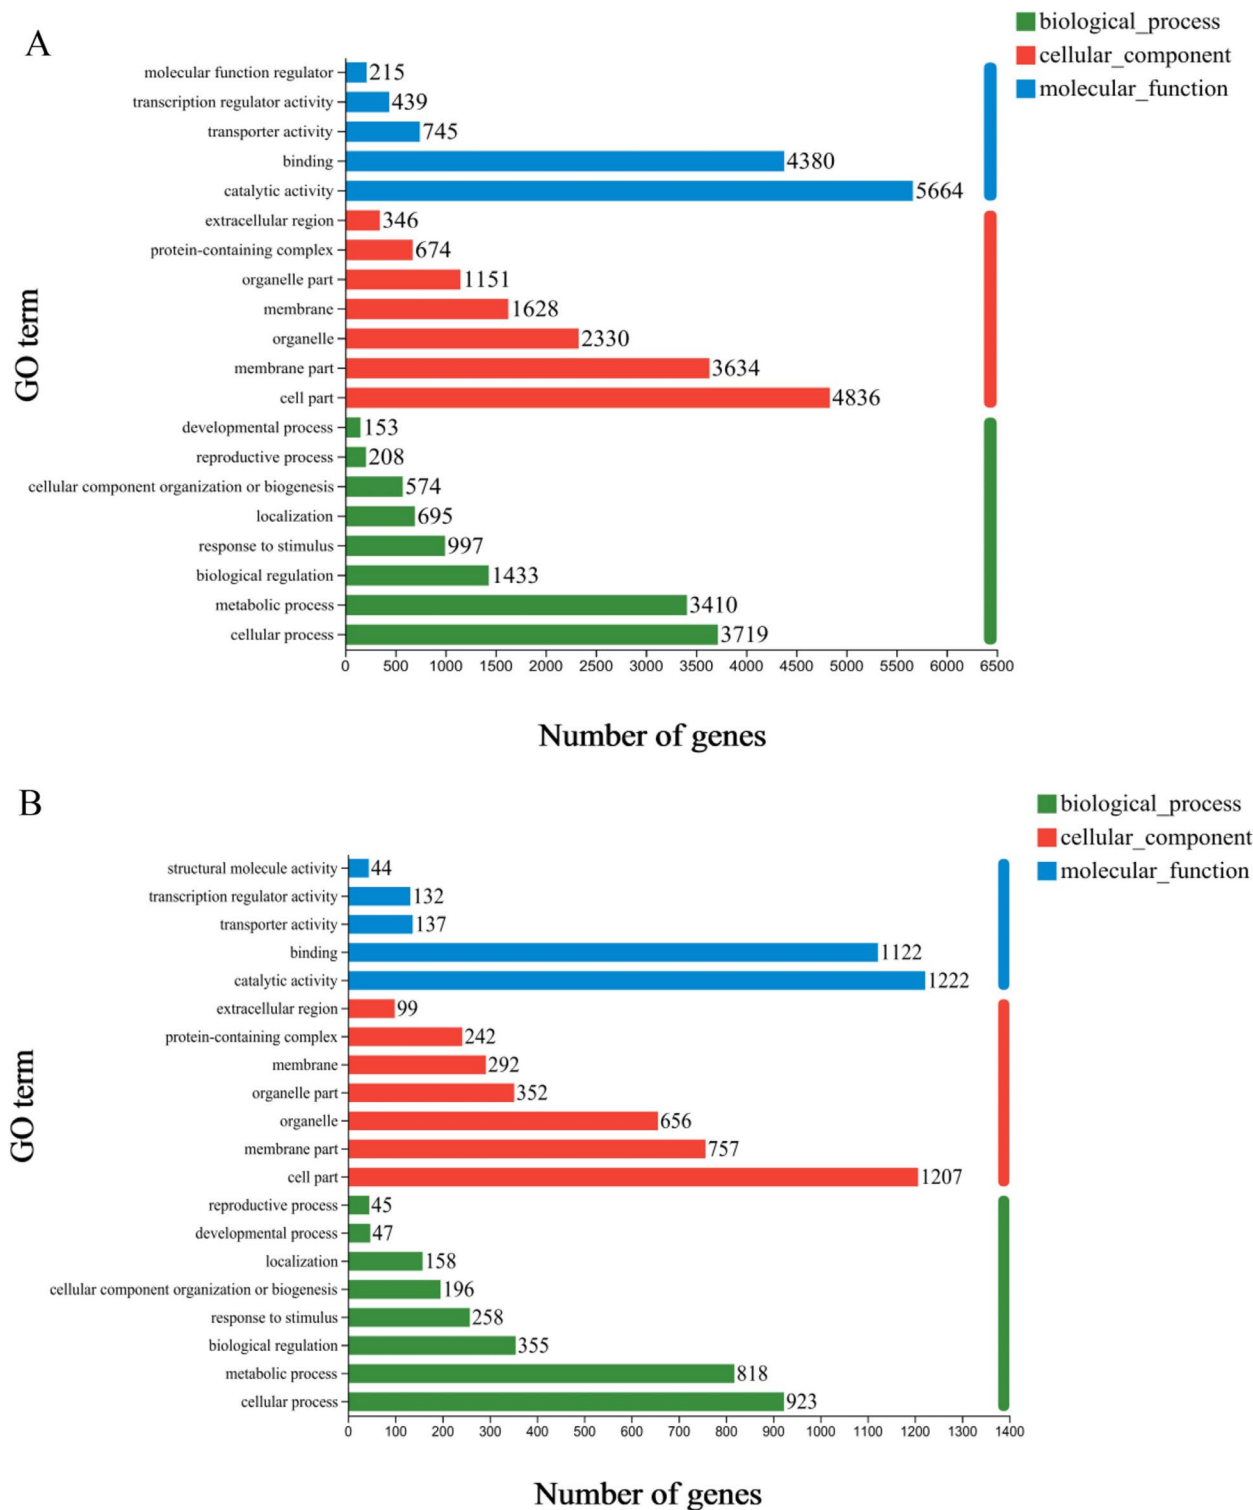 A
biological_process
cellular_component
molecular_function
molecular function regulator 215
transcription regulator activity 439
transporter activity 745
binding 4380
catalytic activity 5664
extracellular region 346
protein-containing complex 674
organelle part 1151
membrane 1628
organelle 2330
membrane part 3634
cell part 4836
developmental process 153
reproductive process 208
cellular component organization or biogenesis 574
localization 695
response to stimulus 997
biological regulation 1433
metabolic process 3410
cellular process 3719
GO term
0 500 1000 1500 2000 2500 3000 3500 4000 4500 5000 5500 6000 6500
Number of genes
B
biological_process
cellular_component
molecular_function
structural molecule activity 44
transcription regulator activity 132
transporter activity 137
binding 1122
catalytic activity 1222
extracellular region 99
protein-containing complex 242
membrane 292
organelle part 352
organelle 656
membrane part 757
cell part 1207
reproductive process 45
developmental process 47
localization 158
cellular component organization or biogenesis 196
response to stimulus 258
biological regulation 355
metabolic process 818
cellular process 923
GO term
0 100 200 300 400 500 600 700 800 900 1000 1100 1200 1300 1400
Number of genes